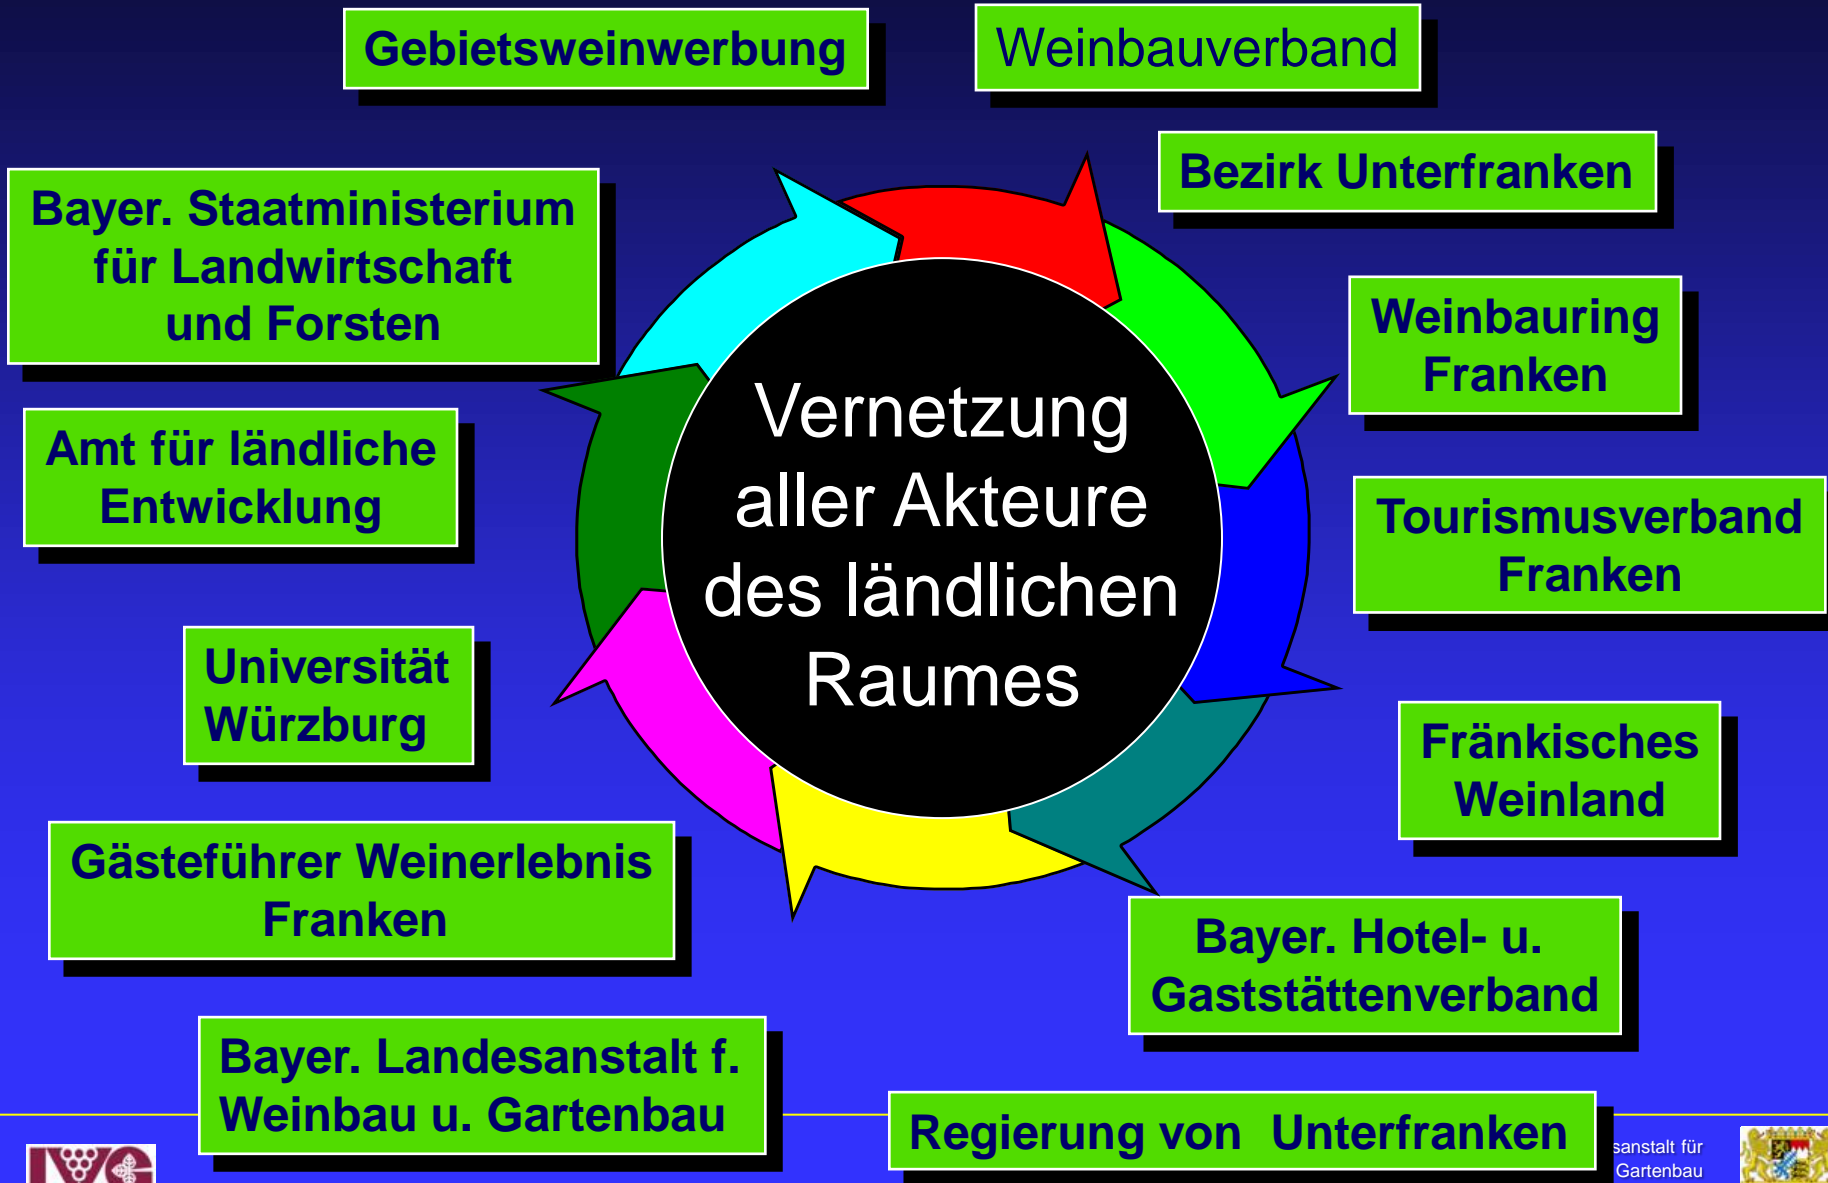 Gebietsweinwerbung
Weinbauverband
Bezirk Unterfranken
Bayer. Staatministerium
für Landwirtschaft
und Forsten
Weinbauring
Franken
Vernetzung
aller Akteure
des ländlichen
Raumes
Amt für ländliche
Entwicklung
Tourismusverband
Franken
Universität
Würzburg
Fränkisches
Weinland
Gästeführer Weinerlebnis
Franken
Bayer. Hotel- u.
Gaststättenverband
Bayer. Landesanstalt f.
Weinbau u. Gartenbau
Regierung von  Unterfranken
sanstalt für
Gartenbau